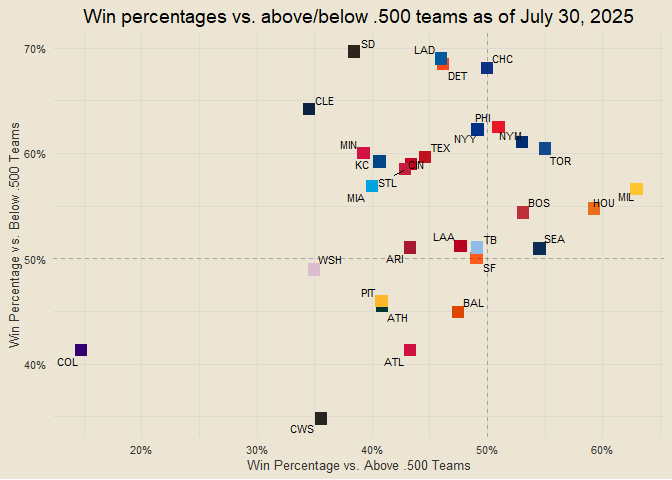 Win percentages vs. above/below .500 teams as of July 30, 2025
70%
60%
50%
40%
Win Percentage vs. Below .500 Teams
SD
LAD
DET
CHC
CLE
PHI
NYY
NYM
TOR
MIN
KC
TEX
CIN
STL
MIA
MIL
BOS
HOU
LAA
TB
SEA
ARI
SF
WSH
PIT
ATH
BAL
COL
ATL
CWS
20%
30%
40%
50%
60%
Win Percentage vs. Above .500 Teams